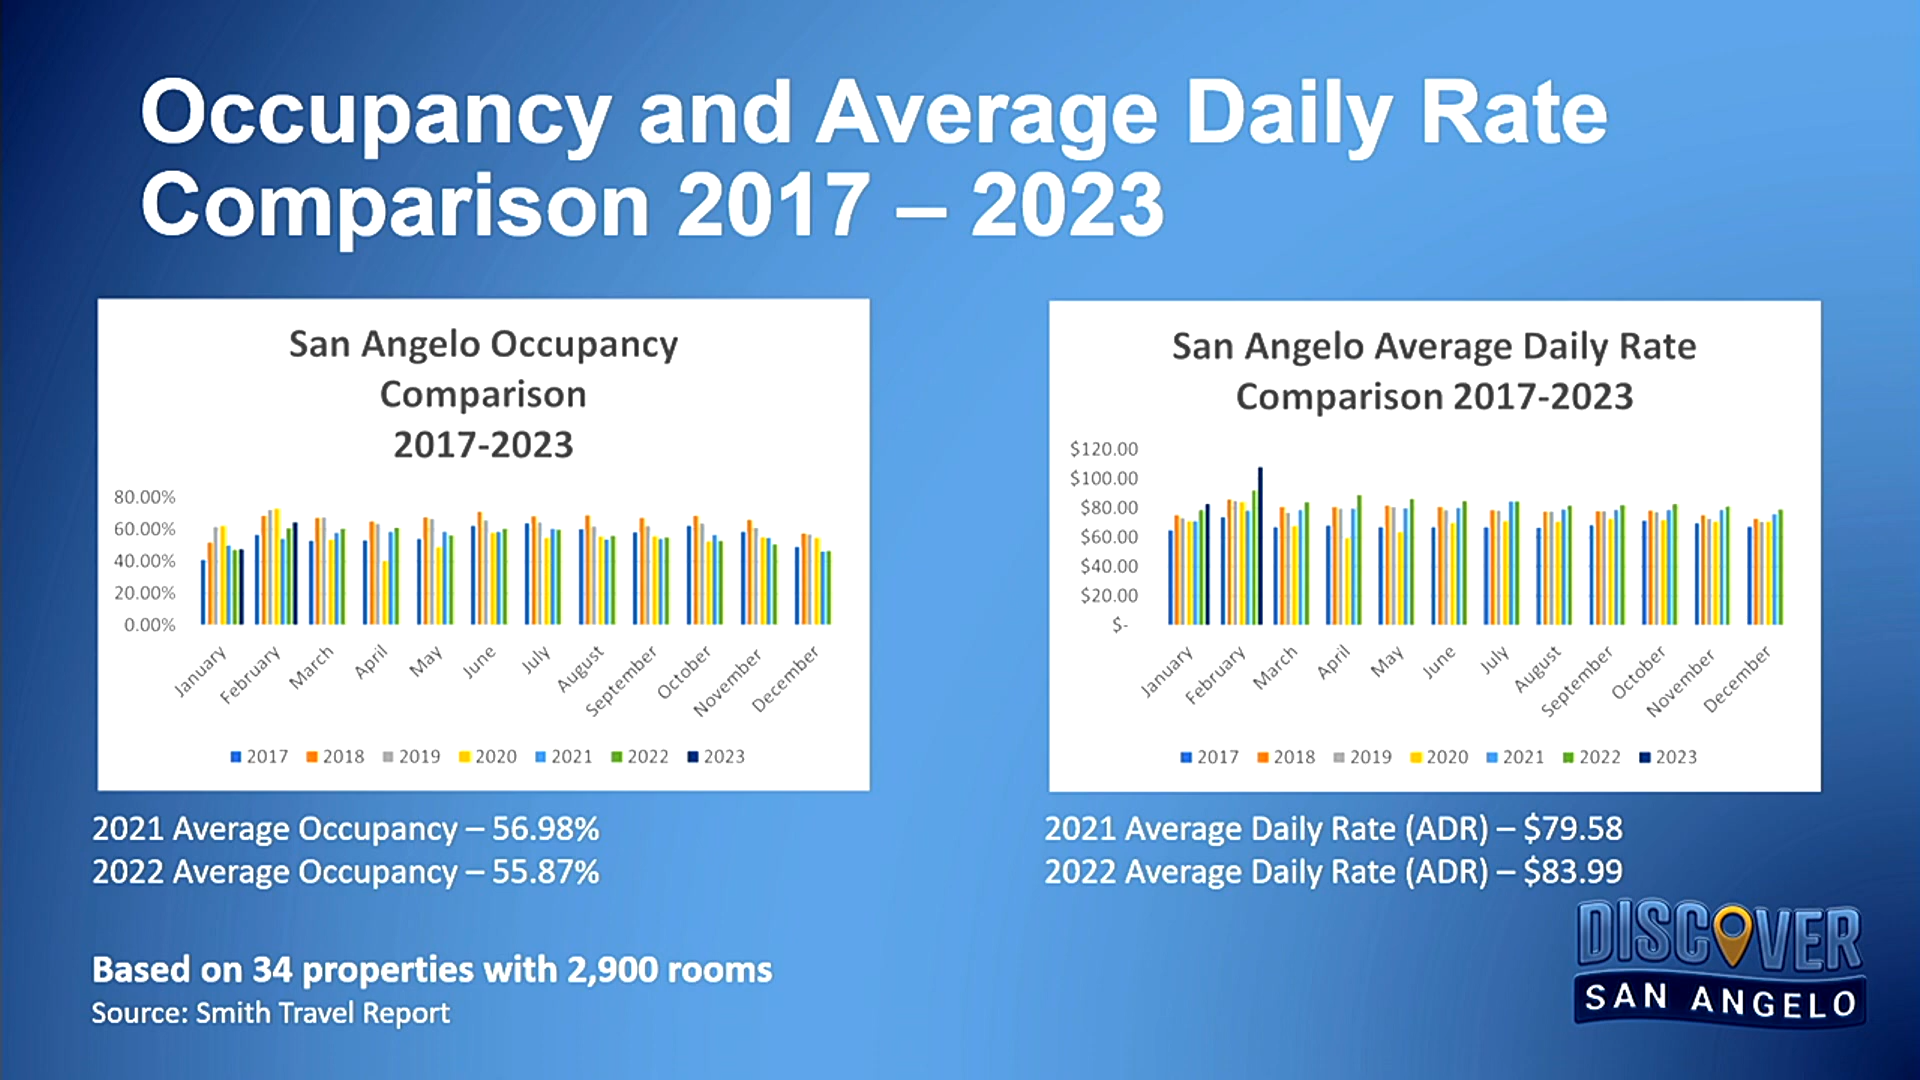 Occupancy and Average Daily Rate
Comparison 2017 – 2023
San Angelo Occupancy
Comparison
2017-2023
80.00%
60.00%
40.00%
20.00%
0.00%
January February March April May June July August September October November December
2017 2018 2019 2020 2021 2022 2023
2021 Average Occupancy – 56.98%
2022 Average Occupancy – 55.87%
Based on 34 properties with 2,900 rooms
Source: Smith Travel Report
San Angelo Average Daily Rate
Comparison 2017-2023
$120.00
$100.00
$80.00
$60.00
$40.00
$20.00
$-
January February March April May June July August September October November December
2017 2018 2019 2020 2021 2022 2023
2021 Average Daily Rate (ADR) – $79.58
2022 Average Daily Rate (ADR) – $83.99
DISCOVER
SAN ANGELO